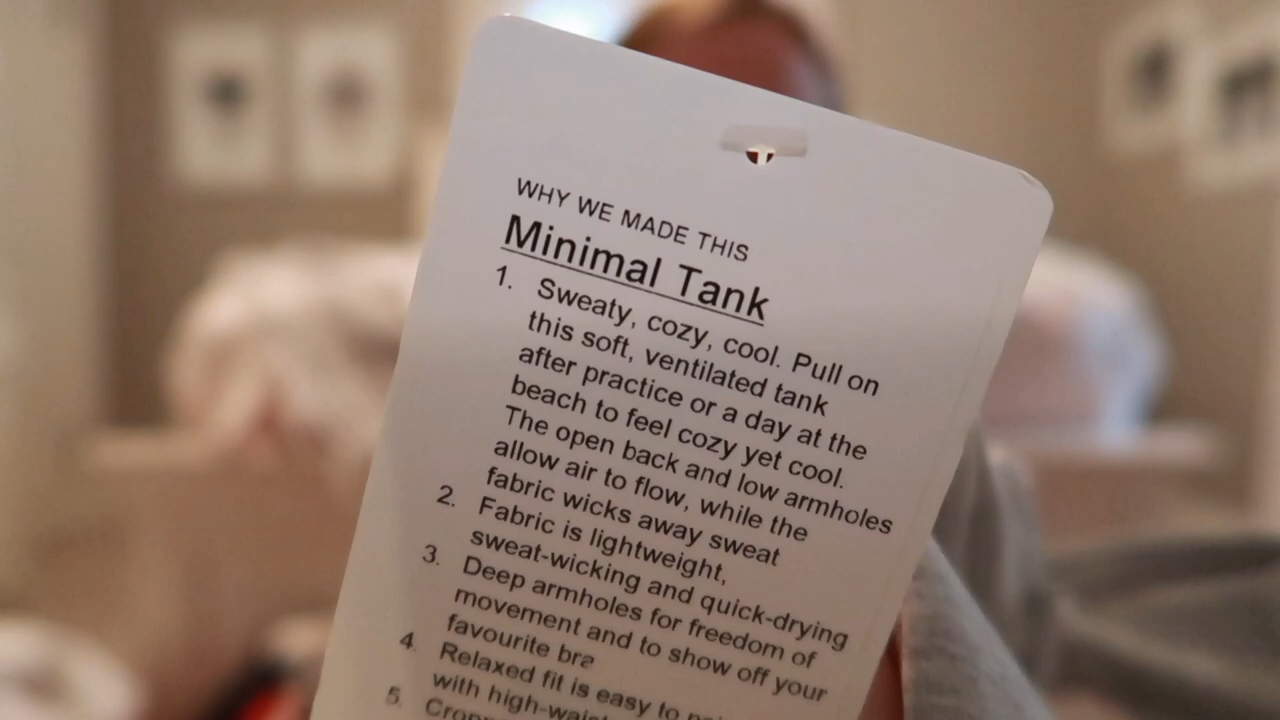 WHY WE MADE THIS
Minimal Tank
1. Sweaty, cozy, cool. Pull on
this soft, ventilated tank
after practice or a day at the
beach to feel cozy yet cool.
The open back and low armholes
allow air to flow, while the
fabric wicks away sweat
2. Fabric is lightweight,
sweat-wicking and quick-drying
3. Deep armholes for freedom of
movement and to show off your
favourite bra
4. Relaxed fit is easy to
with
5.